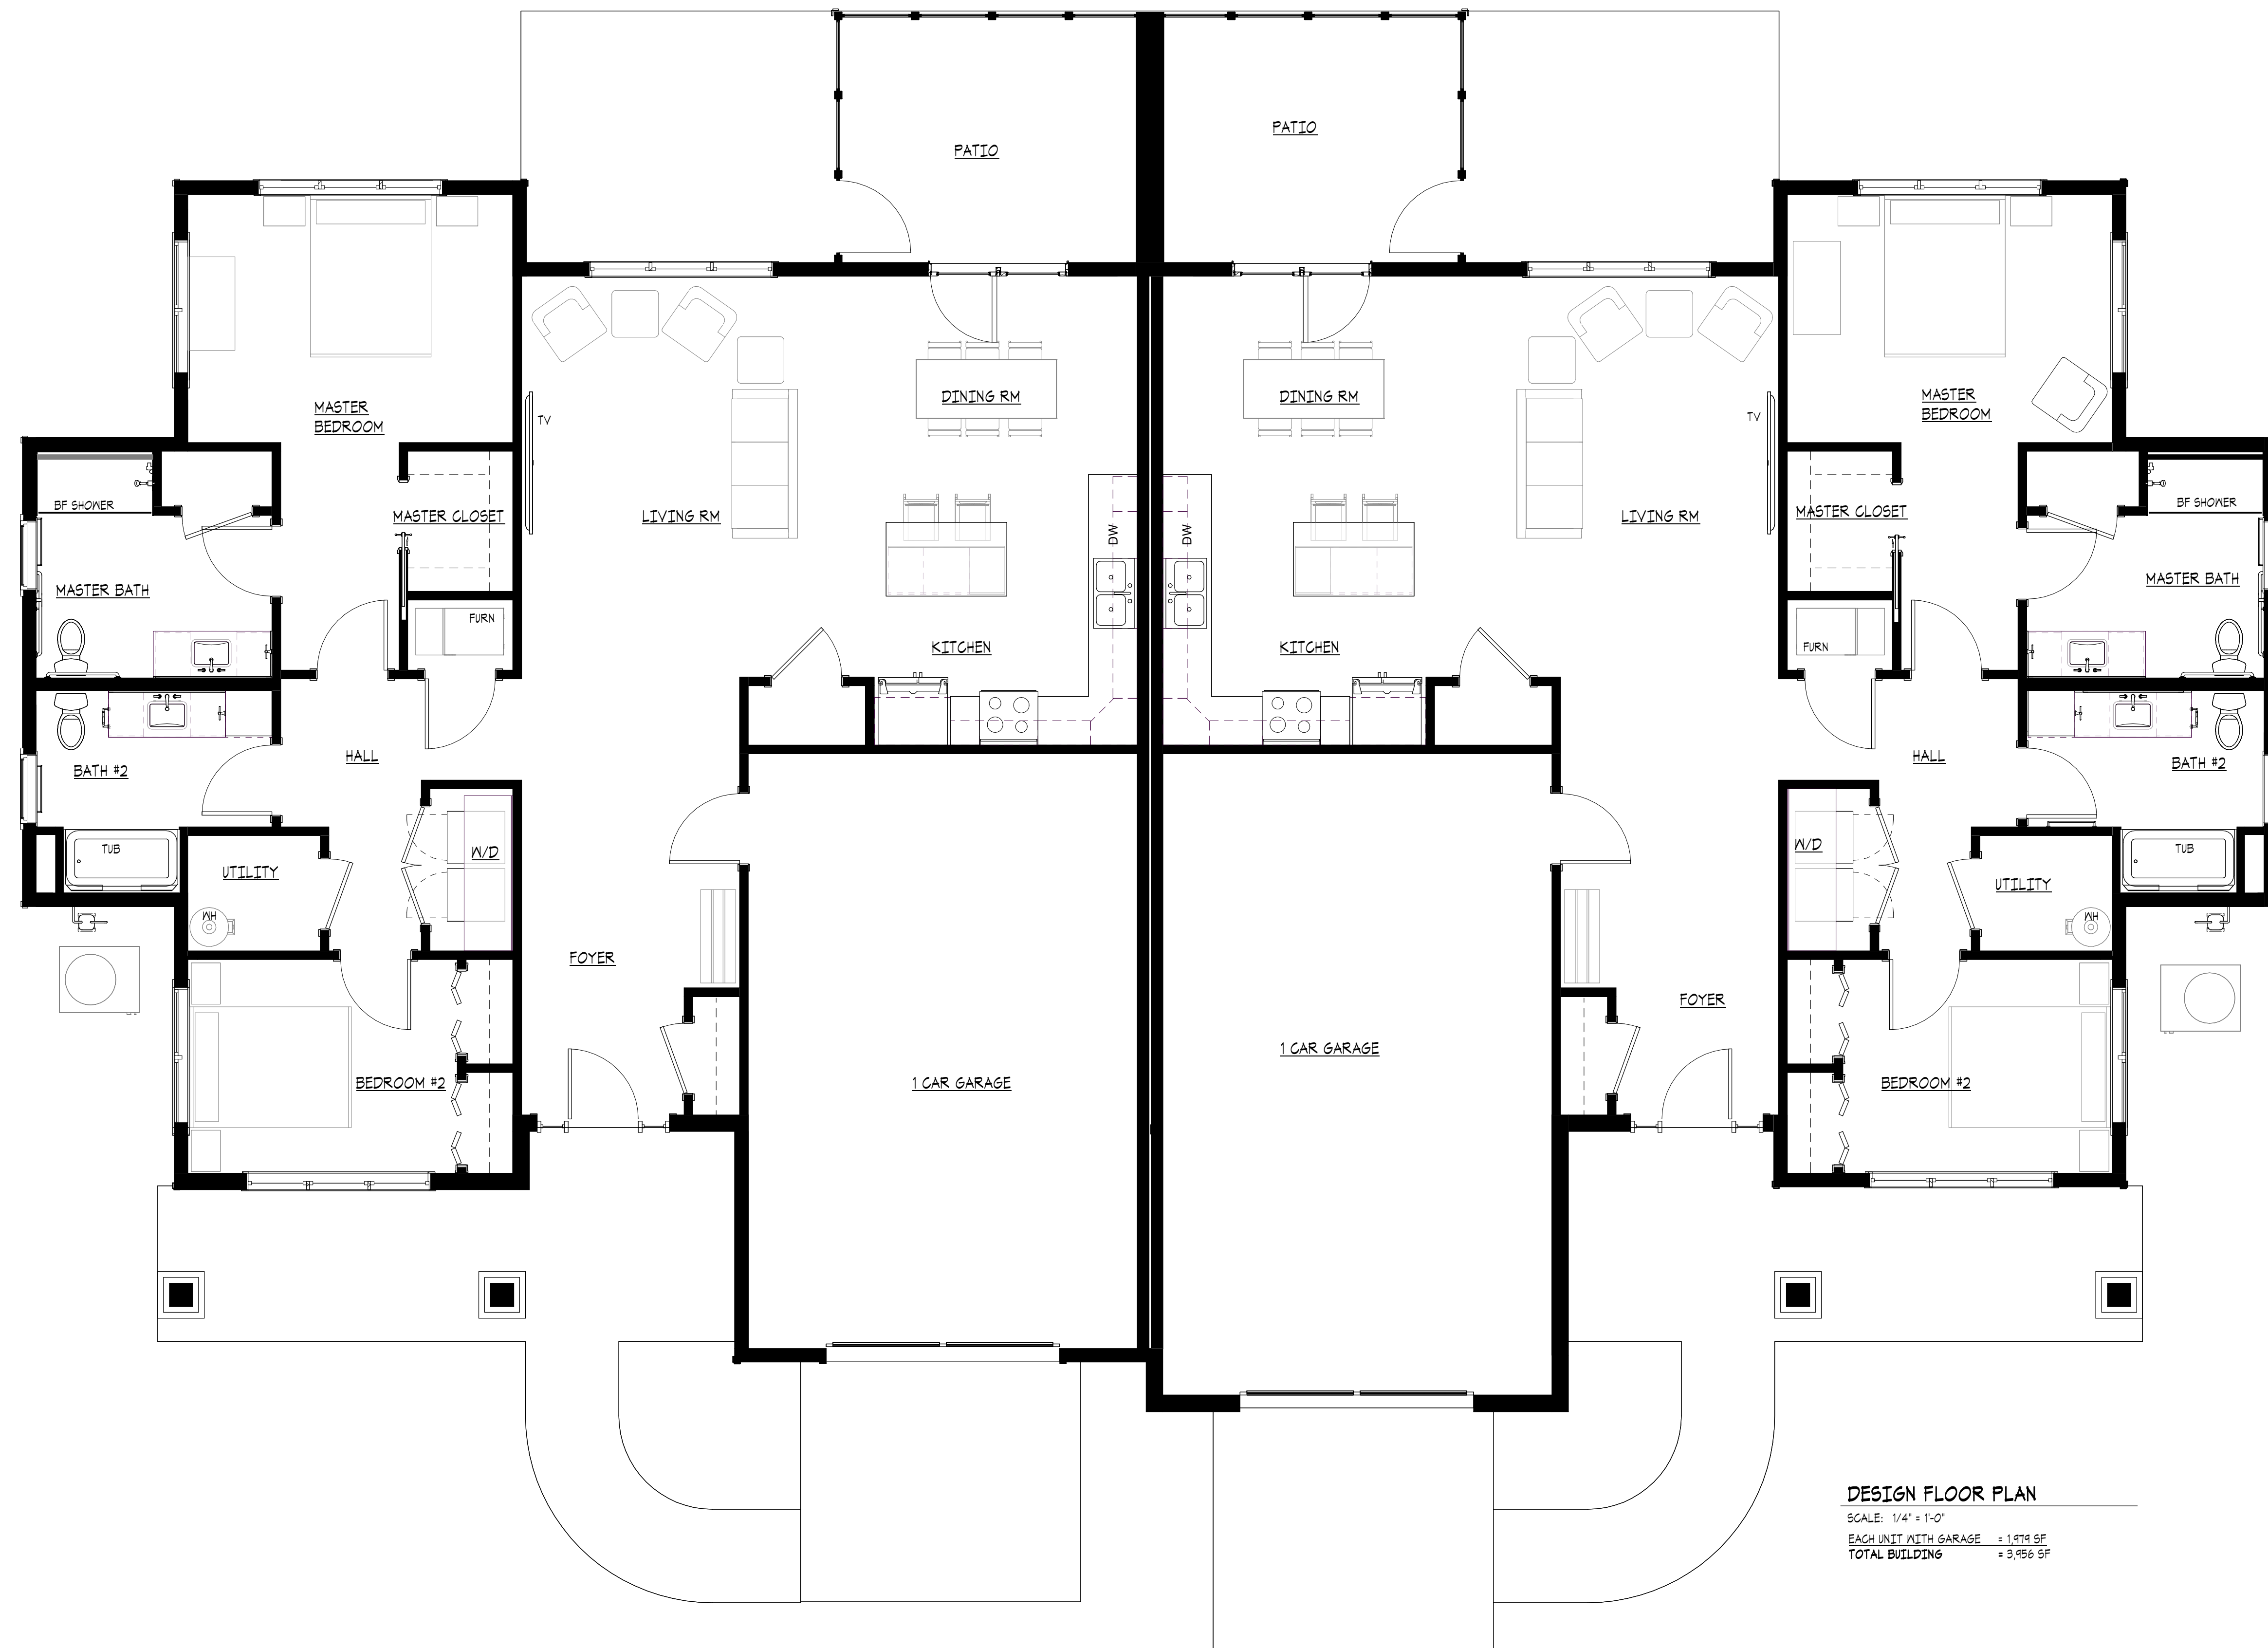 PATIO
PATIO
MASTER
BEDROOM
TV
DINING RM
DINING RM
TV
MASTER
BEDROOM
BF SHOWER
MASTER CLOSET
LIVING RM
DW
DW
LIVING RM
MASTER CLOSET
BF SHOWER
MASTER BATH
FURN
KITCHEN
KITCHEN
FURN
MASTER BATH
BATH #2
HALL
HALL
BATH #2
TUB
W/D
W/D
TUB
UTILITY
UTILITY
WH
WH
FOYER
FOYER
BEDROOM #2
1 CAR GARAGE
1 CAR GARAGE
BEDROOM #2
DESIGN FLOOR PLAN
SCALE: 1/4" = 1'-0"
EACH UNIT WITH GARAGE = 1,979 SF
TOTAL BUILDING = 3,956 SF